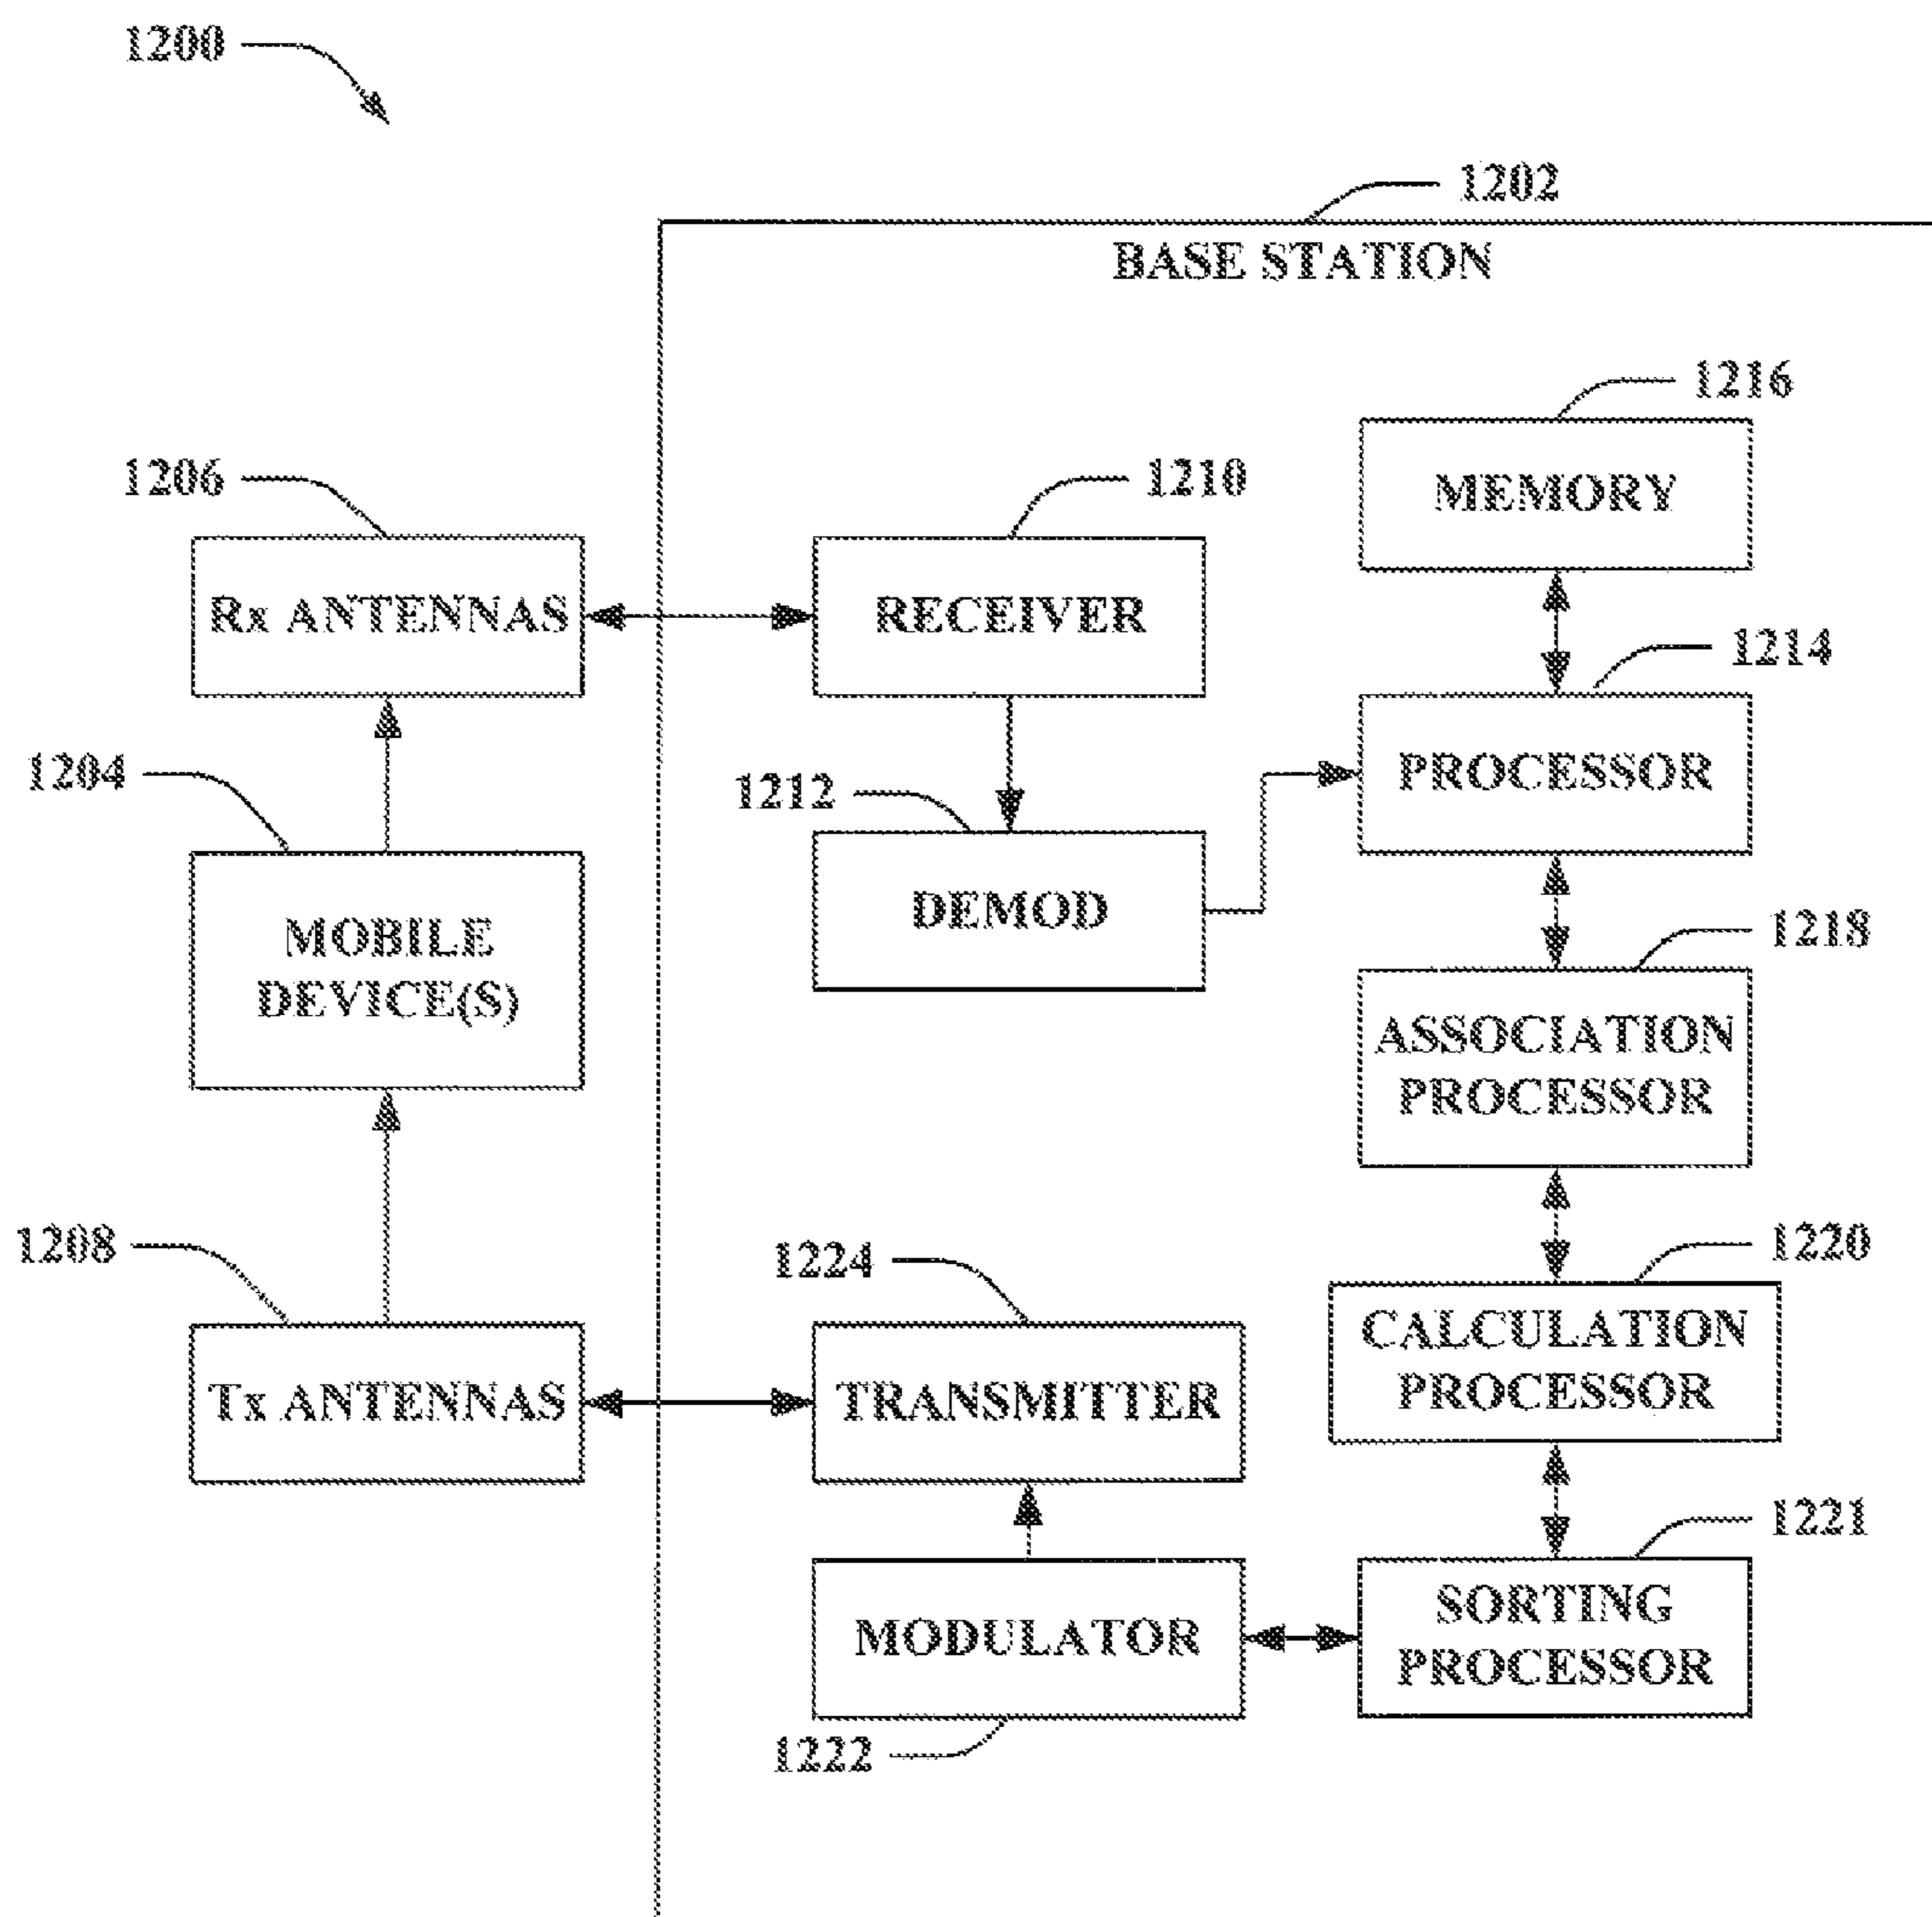 1200
1202
BASE STATION
1216
MEMORY
1206
1210
Rx ANTENNAS
RECEIVER
1214
PROCESSOR
1204
1212
MOBILE
DEVICE(S)
DEMOD
1218
ASSOCIATION
PROCESSOR
1208
1224
1220
CALCULATION
PROCESSOR
Tx ANTENNAS
TRANSMITTER
1221
SORTING
PROCESSOR
MODULATOR
1222